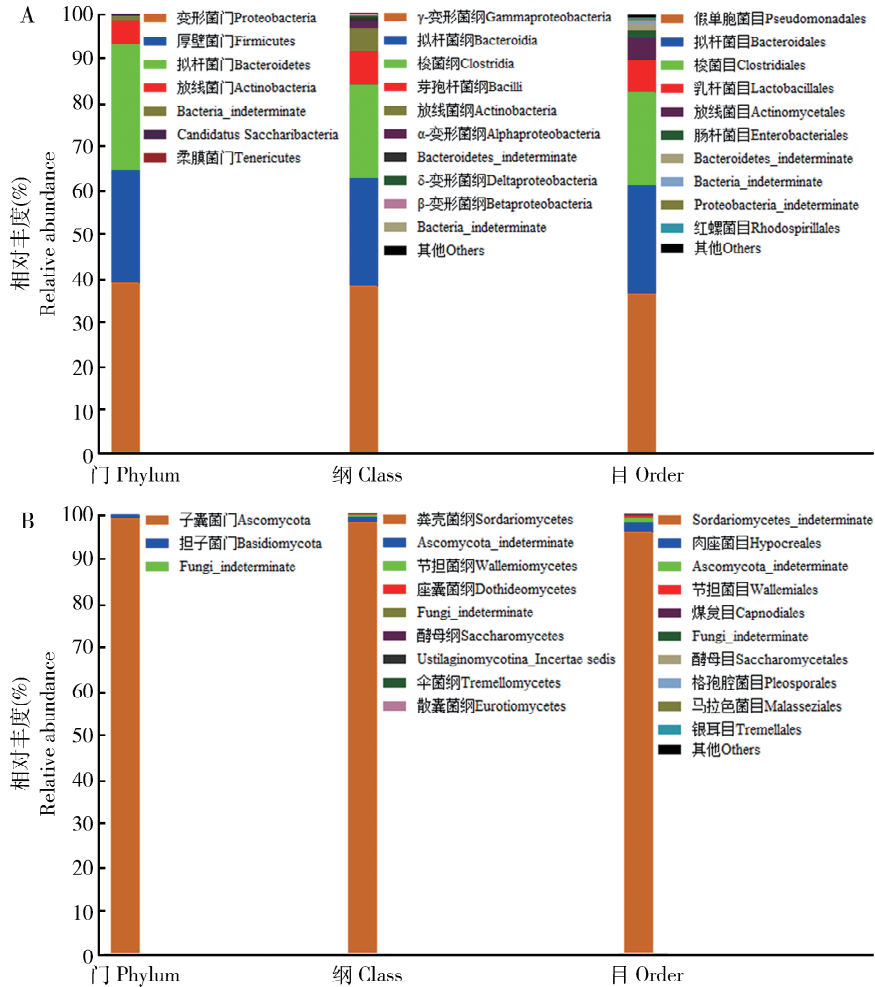 A
相对丰度(%)
Relative abundance
100
90
80
70
60
50
40
30
20
10
0
变形菌门Proteobacteria
厚壁菌门Firmicutes
拟杆菌门Bacteroidetes
放线菌门Actinobacteria
Bacteria_indeterminate
Candidatus Saccharibacteria
柔膜菌门Tenericutes
γ-变形菌纲Gammaproteobacteria
拟杆菌纲Bacteroidia
梭菌纲Clostridia
芽孢杆菌纲Bacilli
放线菌纲Actinobacteria
α-变形菌纲Alphaproteobacteria
Bacteroidetes_indeterminate
δ-变形菌纲Deltaproteobacteria
β-变形菌纲Betaproteobacteria
Bacteria_indeterminate
其他Others
假单胞菌目Pseudomonadales
拟杆菌目Bacteroidales
梭菌目Clostridiales
乳杆菌目Lactobacillales
放线菌目Actinomycetales
肠杆菌目Enterobacteriales
Bacteroidetes_indeterminate
Bacteria_indeterminate
Proteobacteria_indeterminate
红螺菌目Rhodospirillales
其他Others
门 Phylum
纲 Class
目 Order
B
相对丰度(%)
Relative abundance
100
90
80
70
60
50
40
30
20
10
0
子囊菌门Ascomycota
担子菌门Basidiomycota
Fungi_indeterminate
粪壳菌纲Sordariomycetes
Ascomycota_indeterminate
节担菌纲Wallemiomycetes
座囊菌纲Dothideomycetes
Fungi_indeterminate
酵母纲Saccharomycetes
Ustilaginomycotina_Incertae sedis
伞菌纲Tremellomycetes
散囊菌纲Eurotiomycetes
Sordariomycetes_indeterminate
肉座菌目Hypocreales
Ascomycota_indeterminate
节担菌目Wallemiales
煤炱目Capnodiales
Fungi_indeterminate
酵母目Saccharomycetales
格孢腔菌目Pleosporales
马拉色菌目Malasseziales
银耳目Tremellales
其他Others
门 Phylum
纲 Class
目 Order